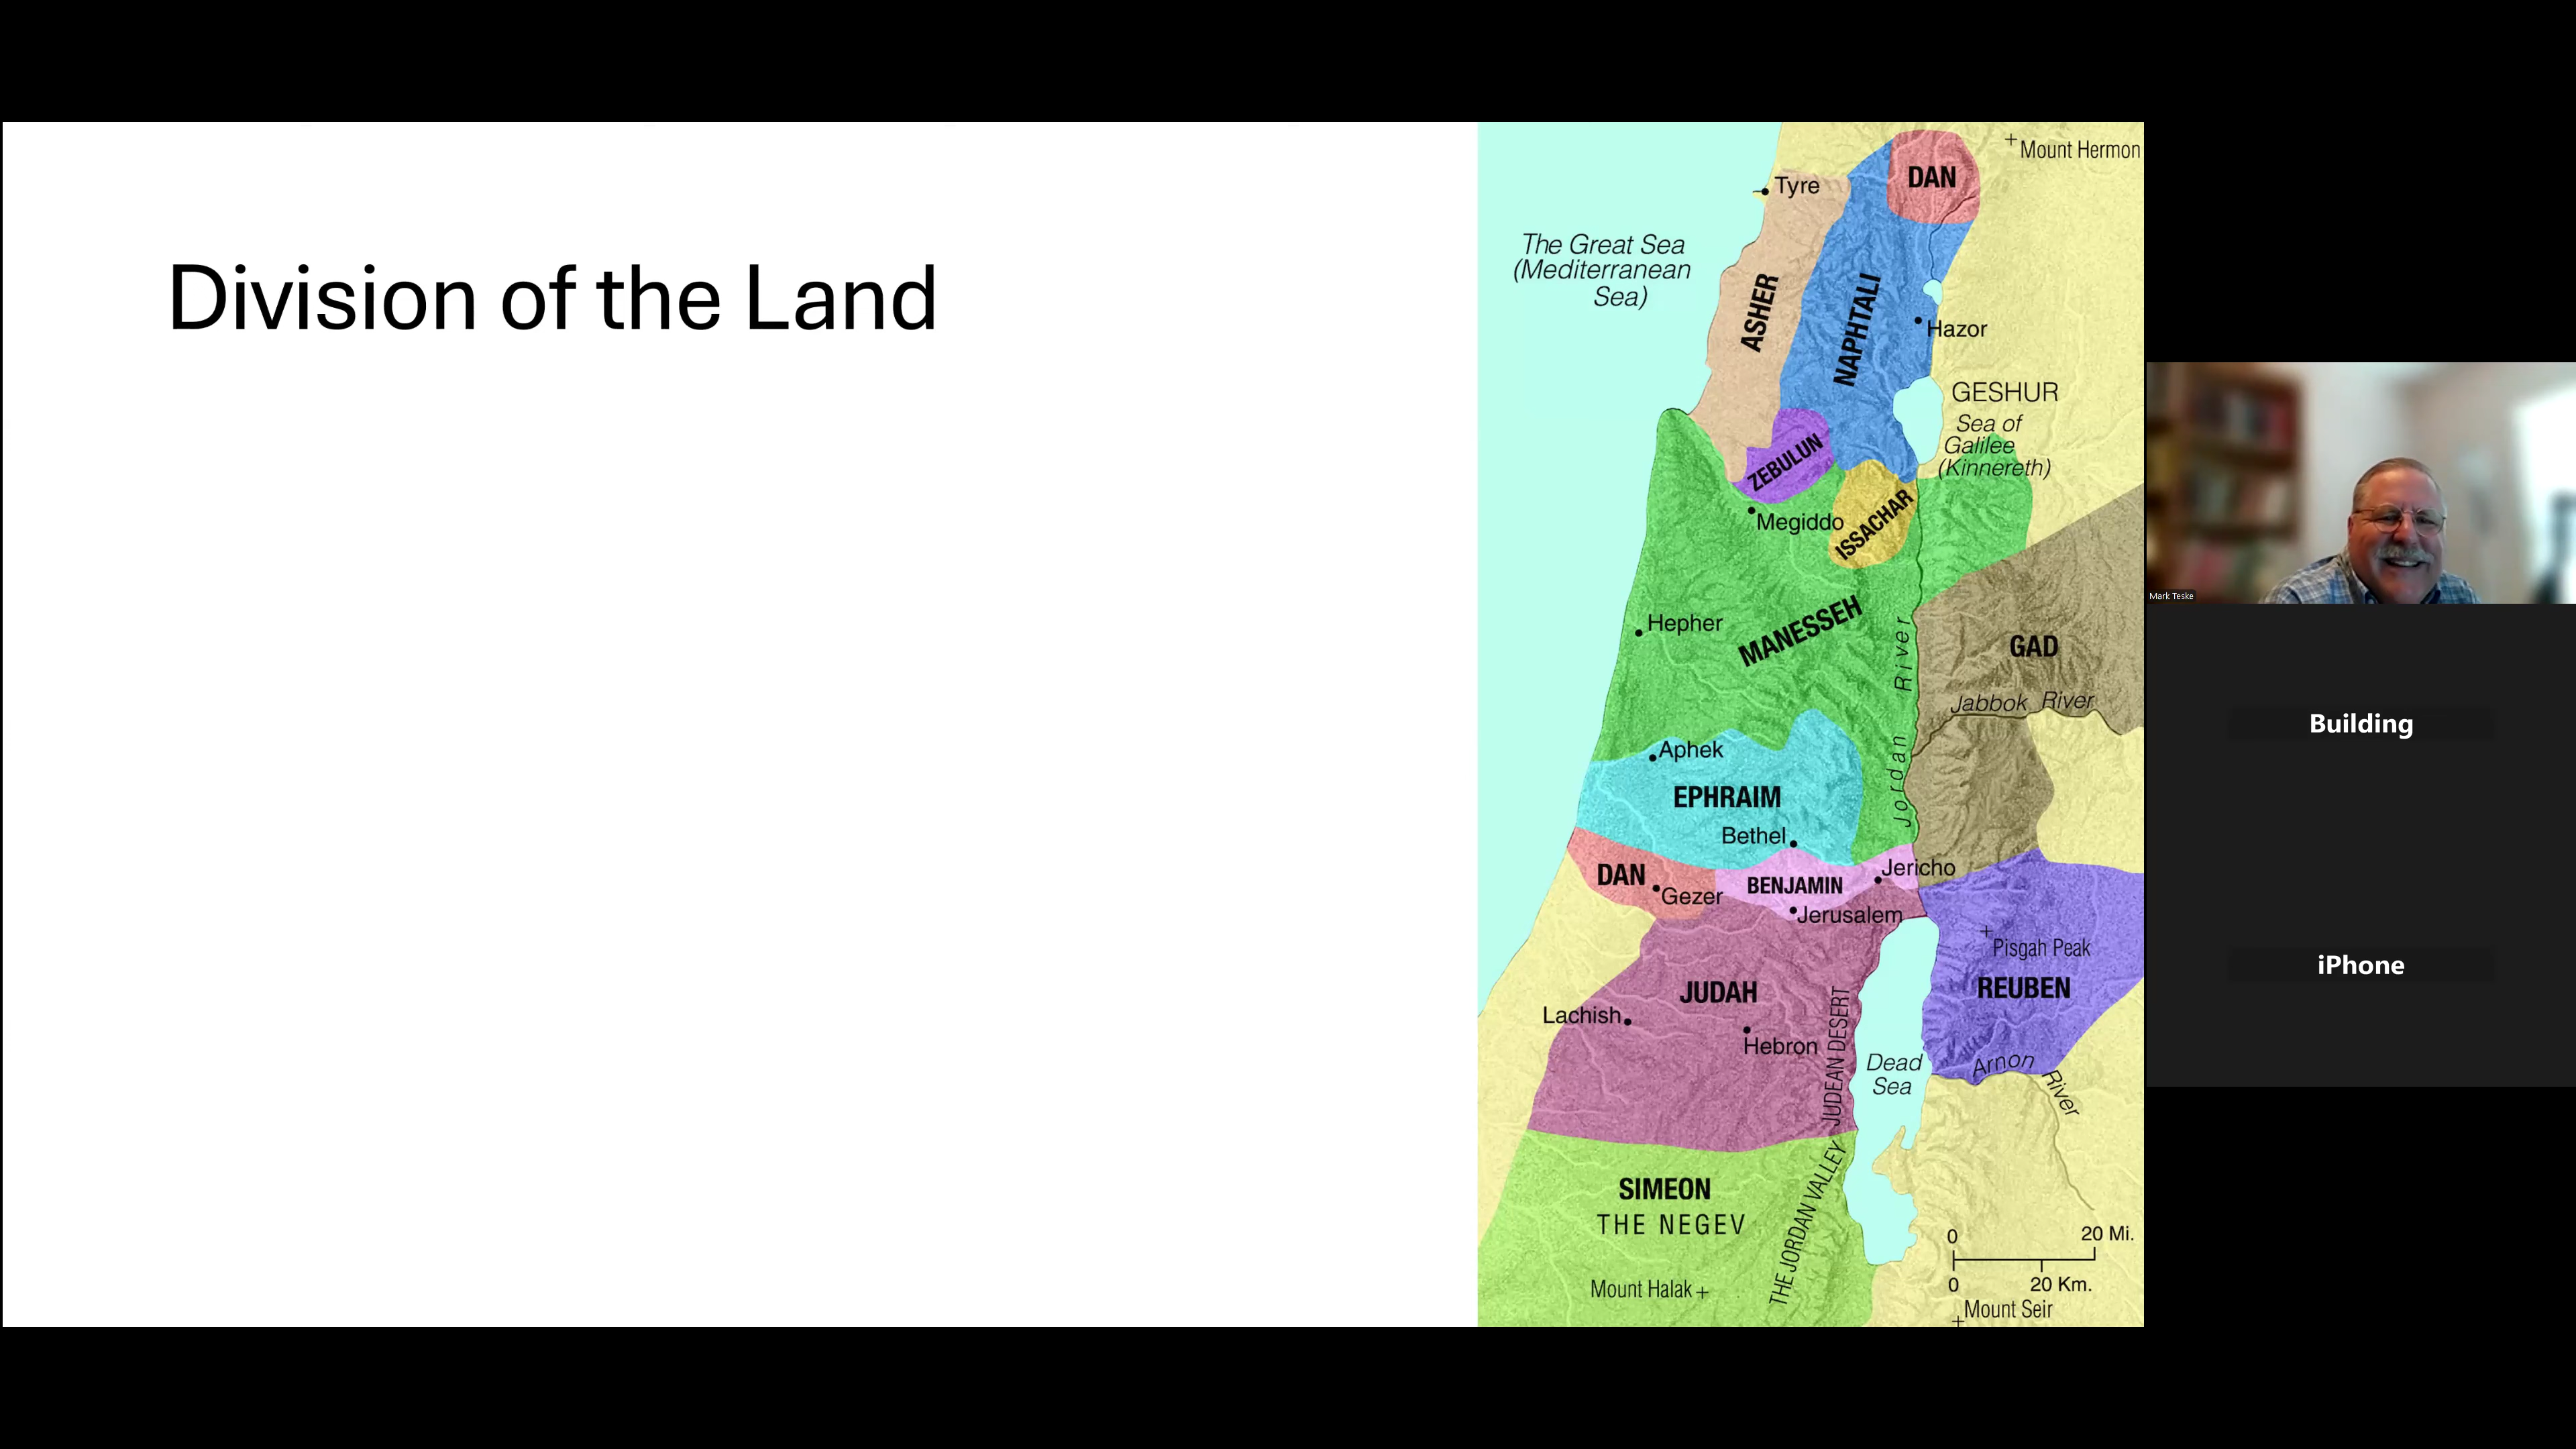 Division of the Land
Mount Hermon
DAN
Tyre
The Great Sea
(Mediterranean
Sea)
ASHER
NAPHTALI
Hazor
GESHUR
Sea of
Galilee
(Kinnereth)
ZEBULUN
ISSACHAR
Megiddo
Hepher
MANESSEH
Jordan River
GAD
Jabbok River
Aphek
EPHRAIM
Bethel
DAN
Gezer
BENJAMIN
Jericho
Jerusalem
Pisgah Peak
REUBEN
JUDAH
Lachish
Hebron
JUDEAN DESERT
Dead
Sea
Arnon River
SIMEON
THE NEGEV
THE JORDAN VALLEY
Mount Halak
0 20 Mi.
0 20 Km.
Mount Seir
Mark Teske
Building
iPhone